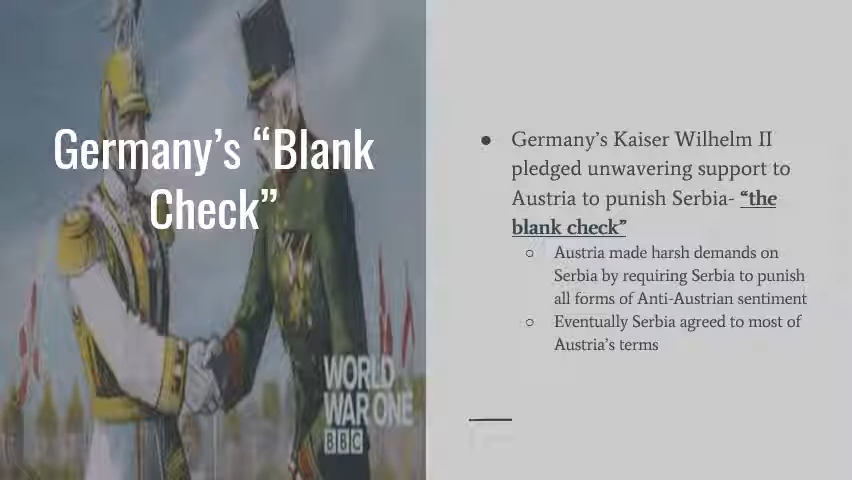 Germany’s “Blank
Check”
WORLD
WAR ONE
BBC
● Germany’s Kaiser Wilhelm II
pledged unwavering support to
Austria to punish Serbia- “the
blank check”
○ Austria made harsh demands on
Serbia by requiring Serbia to punish
all forms of Anti-Austrian sentiment
○ Eventually Serbia agreed to most of
Austria’s terms